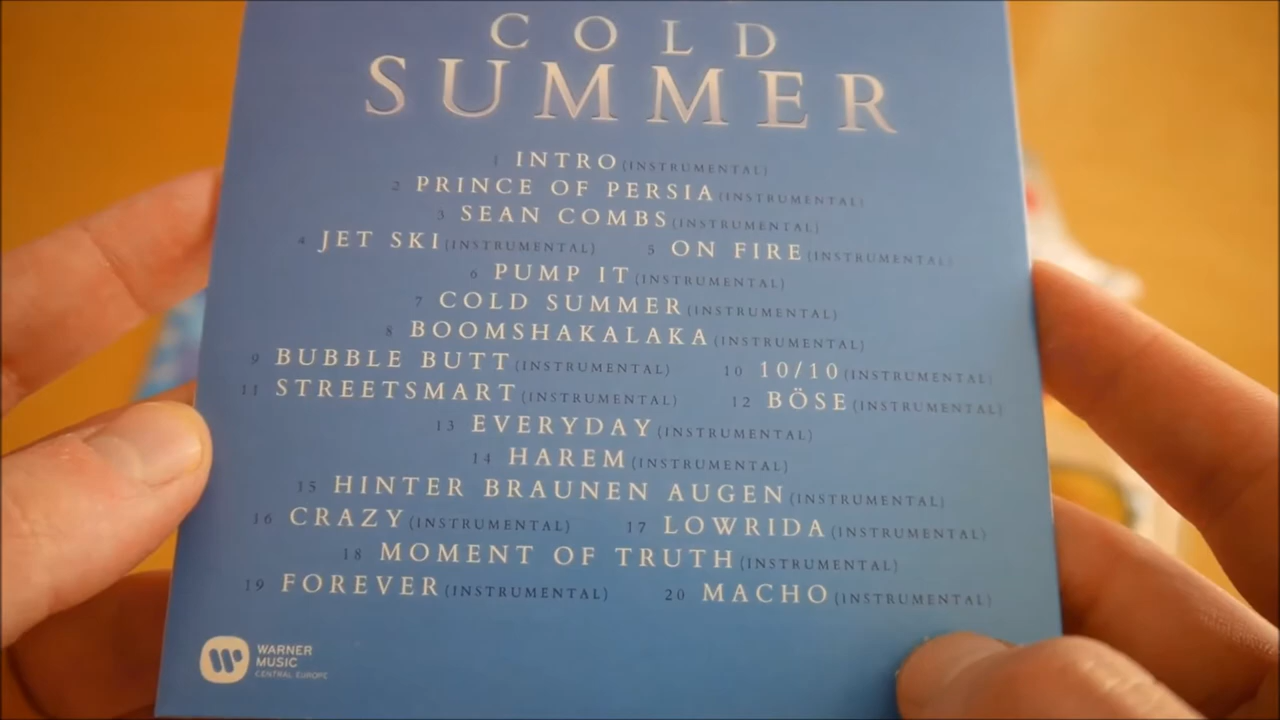 COLD
SUMMER
1 INTRO (INSTRUMENTAL)
2 PRINCE OF PERSIA (INSTRUMENTAL)
3 SEAN COMBS (INSTRUMENTAL)
4 JET SKI (INSTRUMENTAL) 5 ON FIRE (INSTRUMENTAL)
6 PUMP IT (INSTRUMENTAL)
7 COLD SUMMER (INSTRUMENTAL)
8 BOOMSHAKALAKA (INSTRUMENTAL)
9 BUBBLE BUTT (INSTRUMENTAL) 10 10/10 (INSTRUMENTAL)
11 STREETSMART (INSTRUMENTAL) 12 BÖSE (INSTRUMENTAL)
13 EVERYDAY (INSTRUMENTAL)
14 HAREM (INSTRUMENTAL)
15 HINTER BRAUNEN AUGEN (INSTRUMENTAL)
16 CRAZY (INSTRUMENTAL) 17 LOWRIDA (INSTRUMENTAL)
18 MOMENT OF TRUTH (INSTRUMENTAL)
19 FOREVER (INSTRUMENTAL) 20 MACHO (INSTRUMENTAL)
WARNER
MUSIC
CENTRAL EUROPE